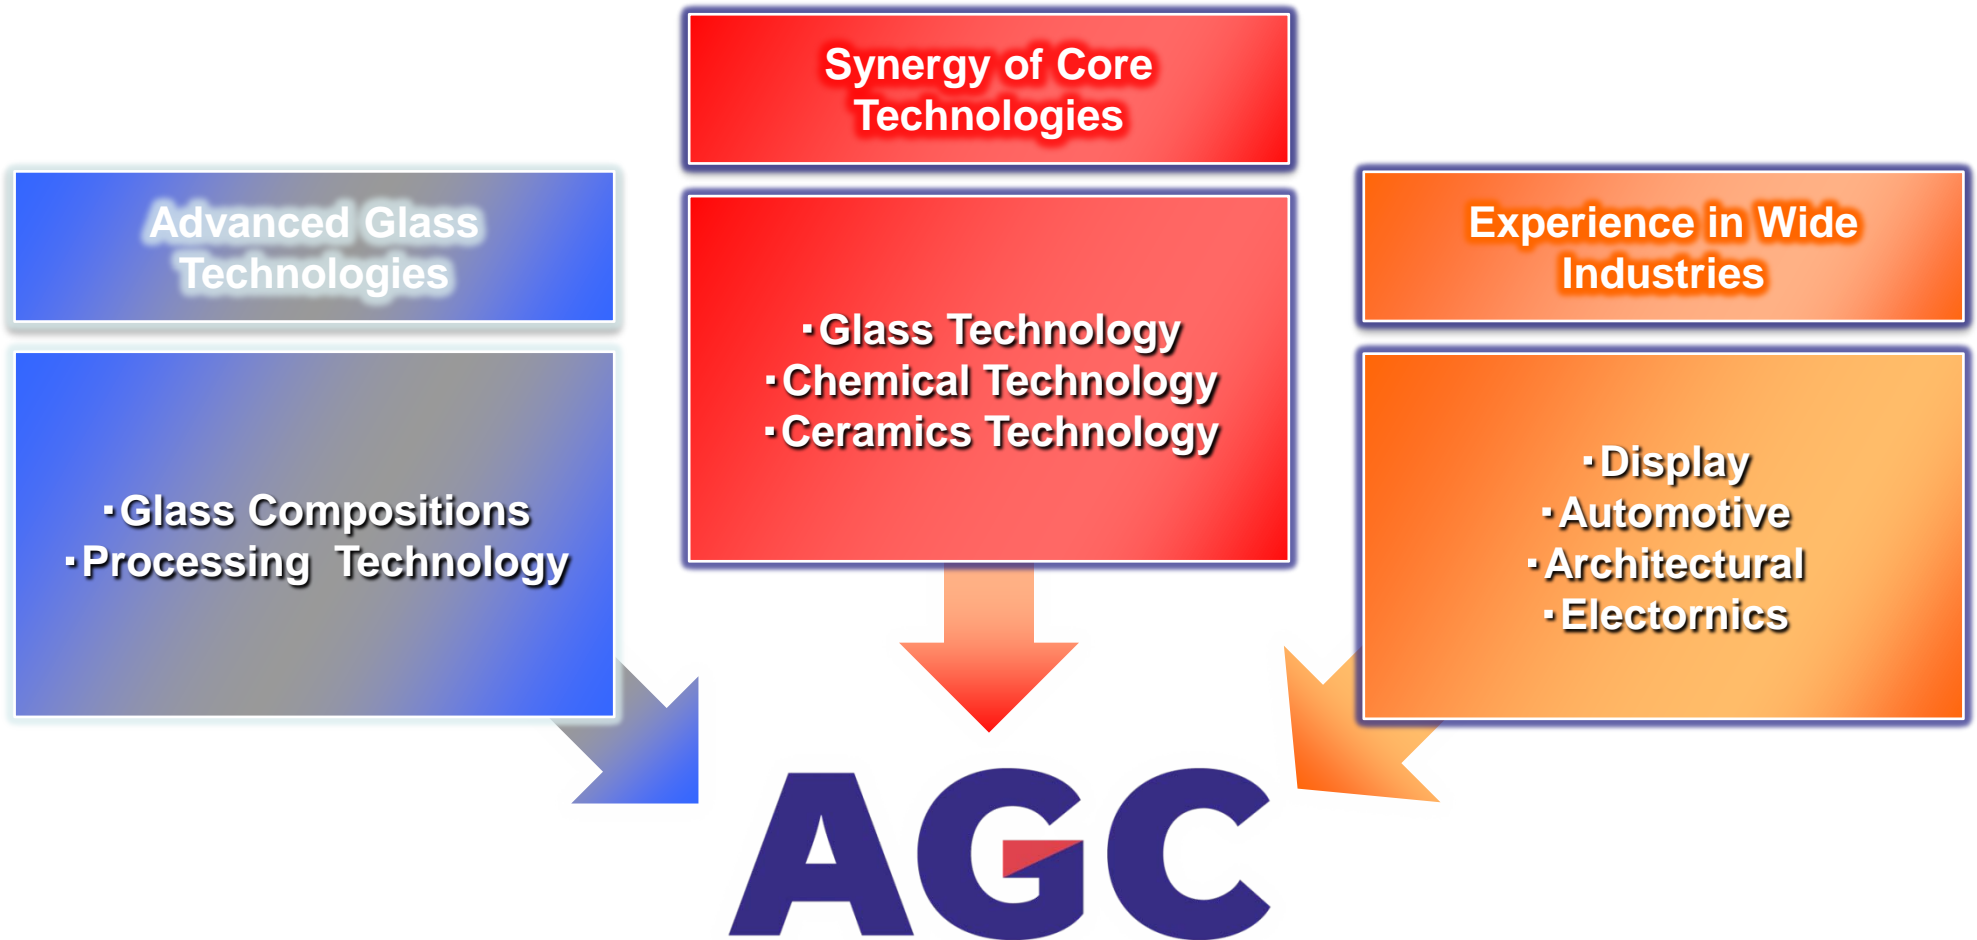 Synergy of Core
Technologies
・Glass Technology
・Chemical Technology
・Ceramics Technology
Advanced Glass
Technologies
・Glass Compositions
・Processing  Technology
Experience in Wide
Industries
・Display
・Automotive
・Architectural
・Electornics
AGC